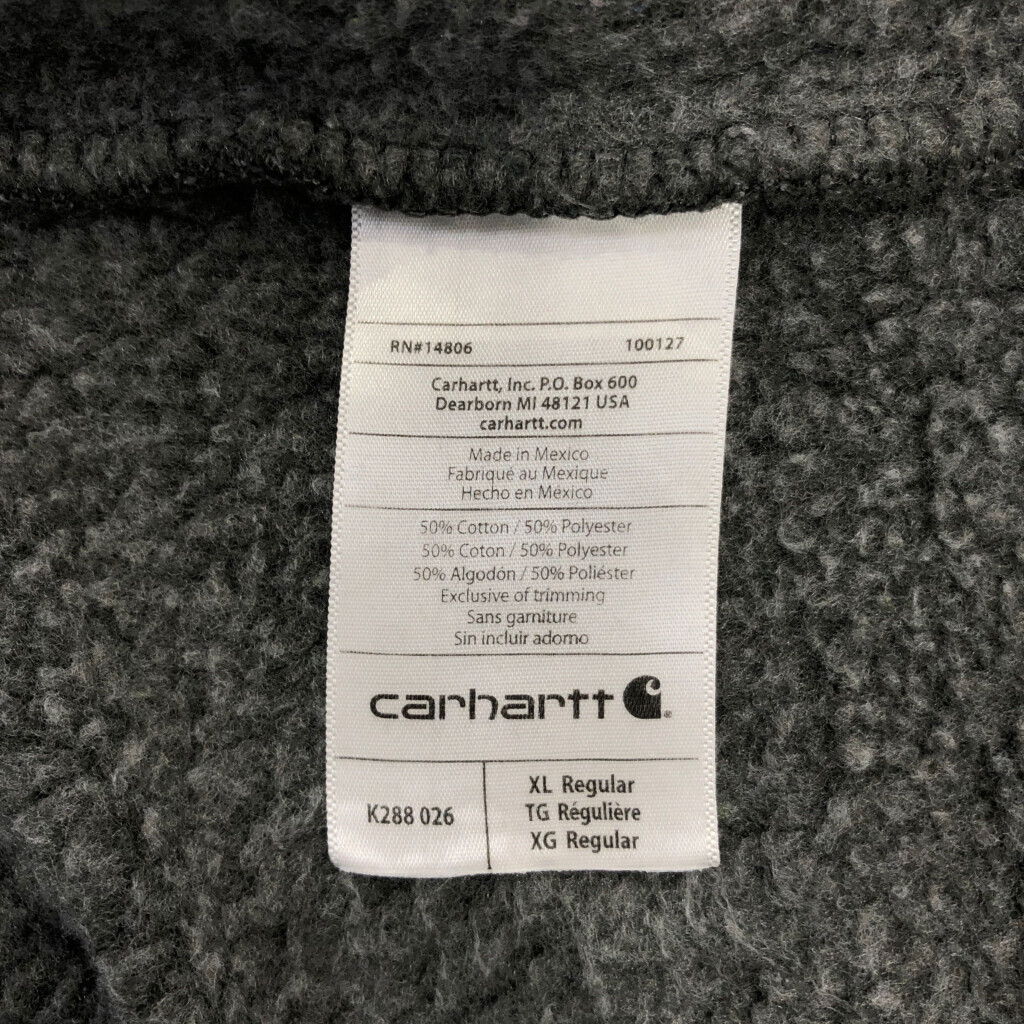 RN#14806 100127
Carhartt, Inc. P.O. Box 600
Dearborn MI 48121 USA
carhartt.com
Made in Mexico
Fabriqué au Mexique
Hecho en México
50% Cotton / 50% Polyester
50% Coton / 50% Polyester
50% Algodón / 50% Poliéster
Exclusive of trimming
Sans garniture
Sin incluir adorno
carhartt ®
K288 026
XL Regular
TG Régulière
XG Regular